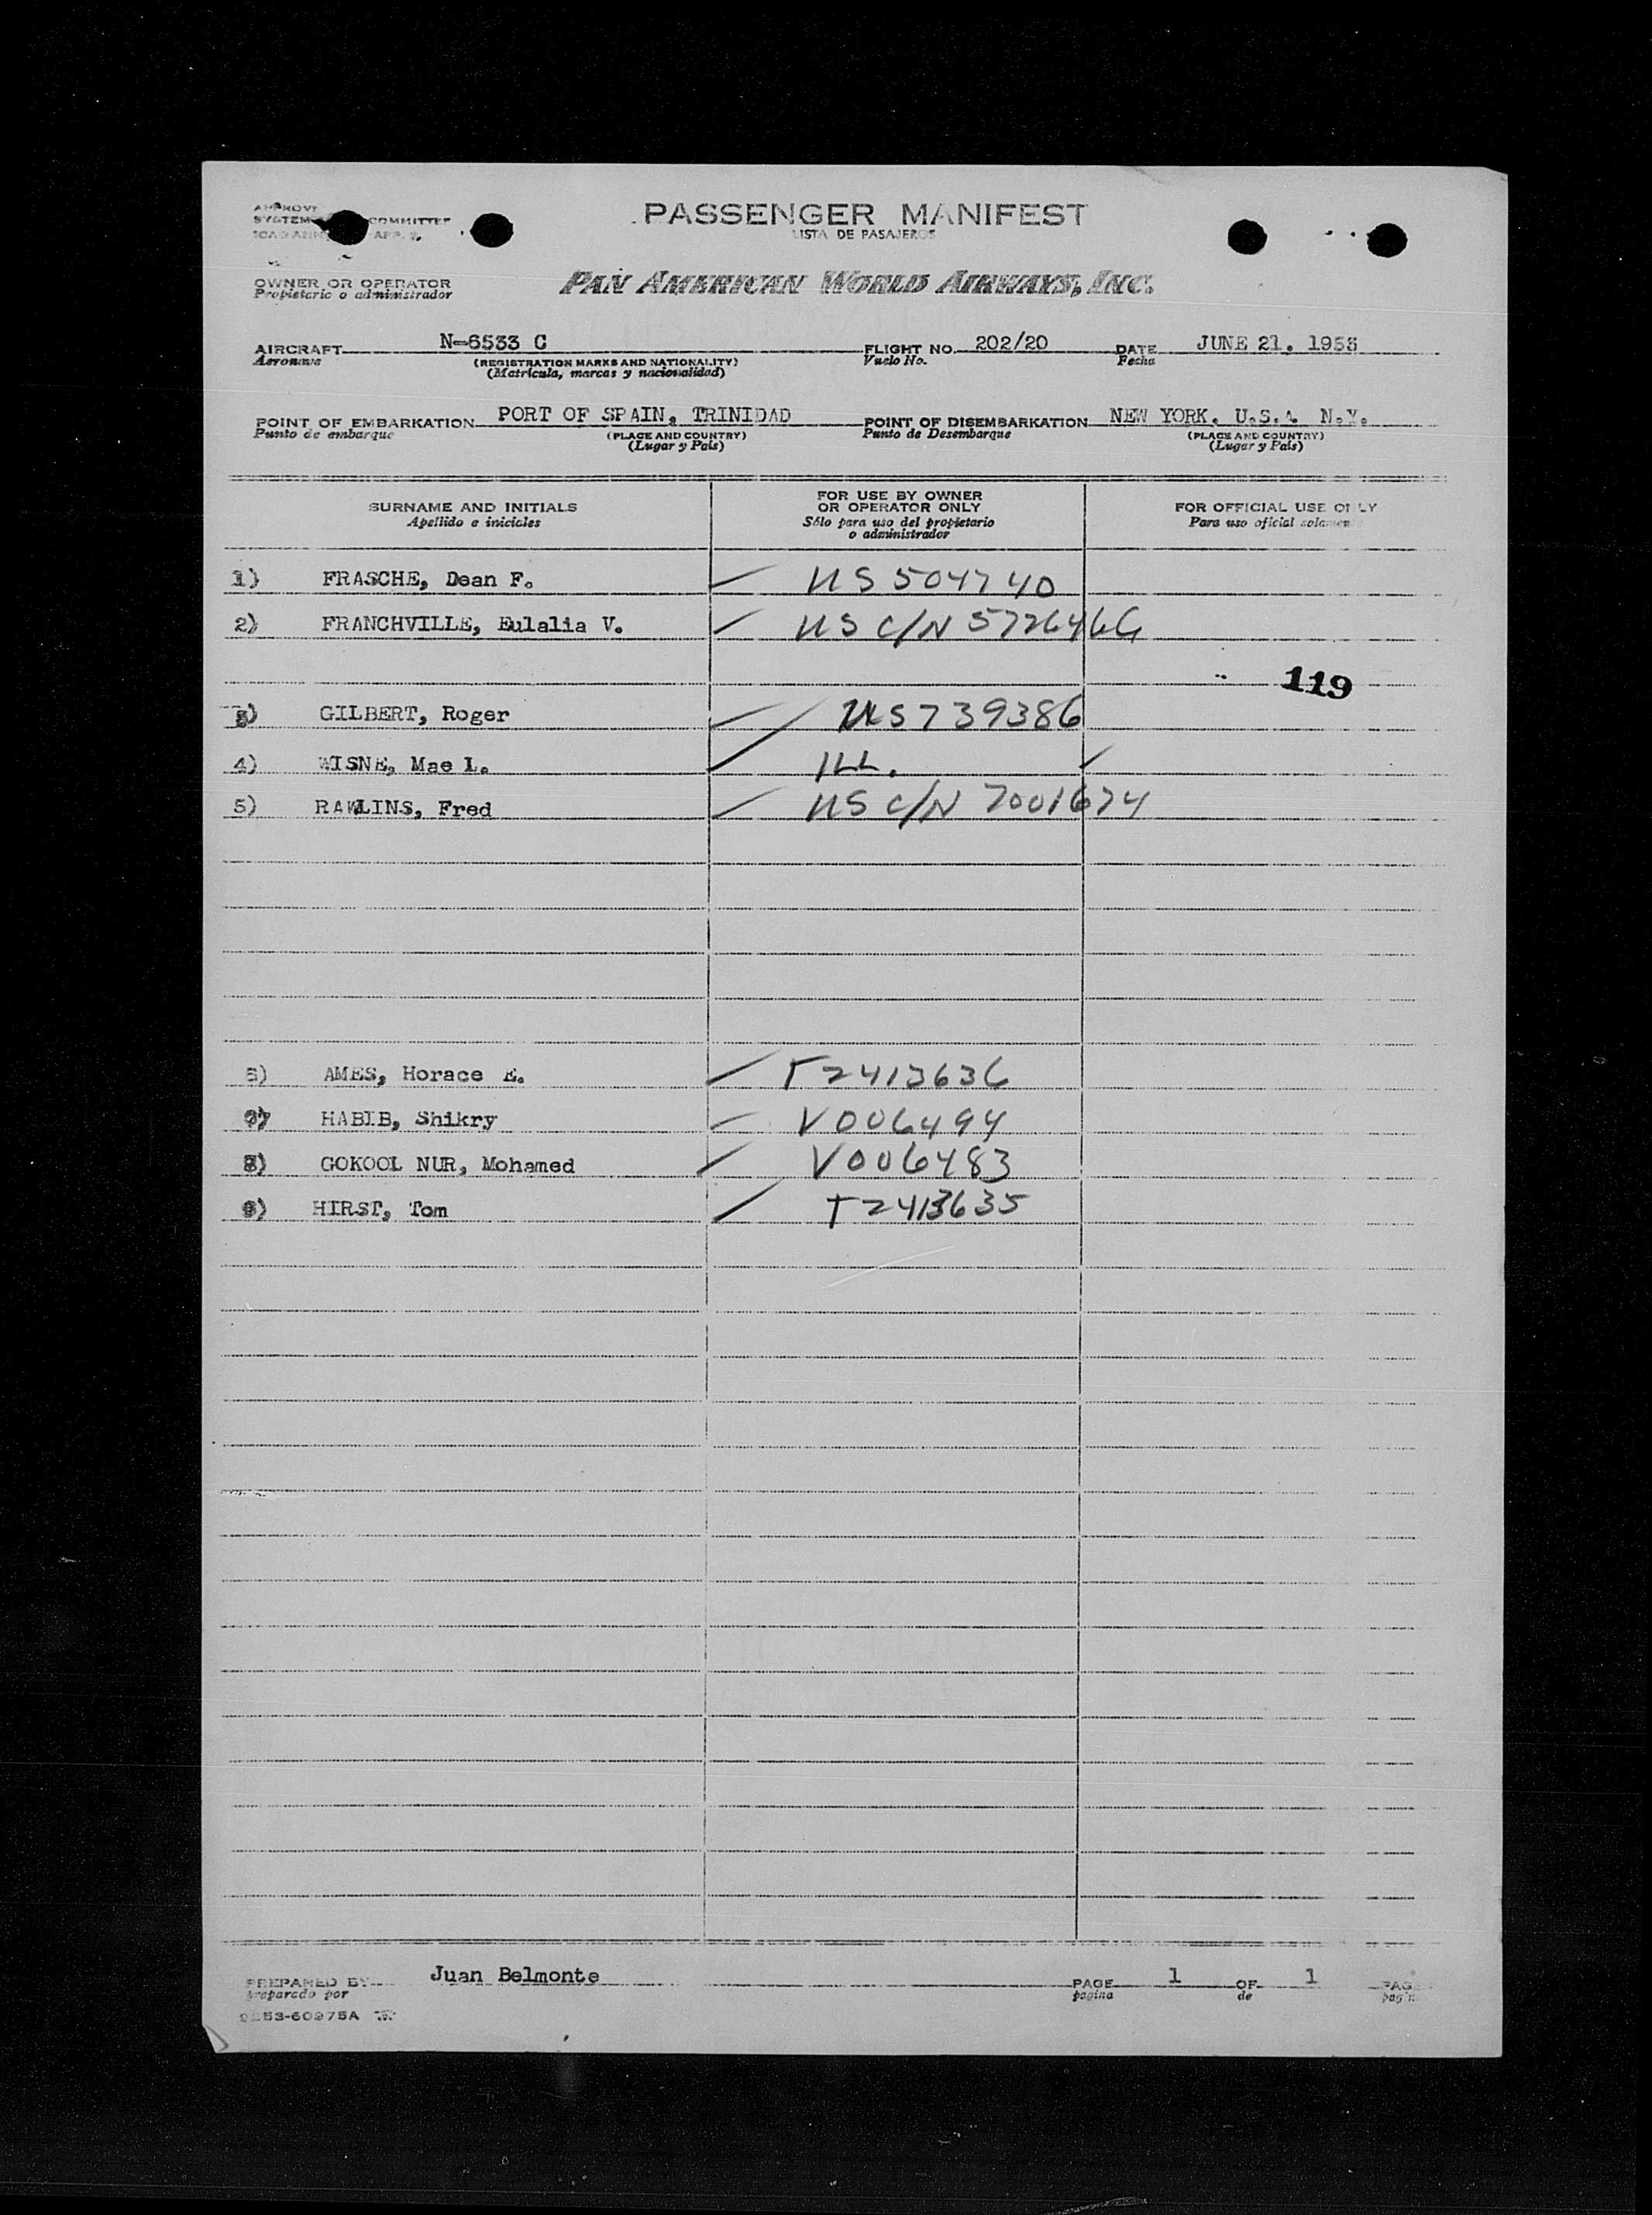 PASSENGER MANIFEST
LISTA DE PASAJEROS
OWNER OR OPERATOR PAN AMERICAN WORLD AIRWAYS, INC.
Propietario o administrador
AIRCRAFT N-6533 C FLIGHT NO. 202/20 DATE JUNE 21, 1953
Aeronave (REGISTRATION MARKS AND NATIONALITY) Vuelo No. Fecha
(Matrícula, marcas y nacionalidad)
POINT OF EMBARKATION PORT OF SPAIN, TRINIDAD POINT OF DISEMBARKATION NEW YORK, U.S.A. N.Y.
Punto de embarque (PLACE AND COUNTRY) Punto de Desembarque (PLACE AND COUNTRY)
(Lugar y País) (Lugar y País)
SURNAME AND INITIALS FOR USE BY OWNER OR OPERATOR ONLY FOR OFFICIAL USE ONLY
Apellido e iniciales Sólo para uso del propietario o administrador Para uso oficial solamente
1) FRASCHE, Dean F. US 504740
2) FRANCHVILLE, Eulalia V. US C/N 5726466
119
3) GILBERT, Roger US739386
4) WISNE, Mae L. ILL.
5) RAWLINS, Fred US C/N 7001674
6) AMES, Horace E. T2413636
7) HABIB, Shikry V006494
8) GOKOOL NUR, Mohamed V006483
9) HIRST, Tom T2413635
PREPARED BY Juan Belmonte PAGE 1 OF 1
preparado por pagina de